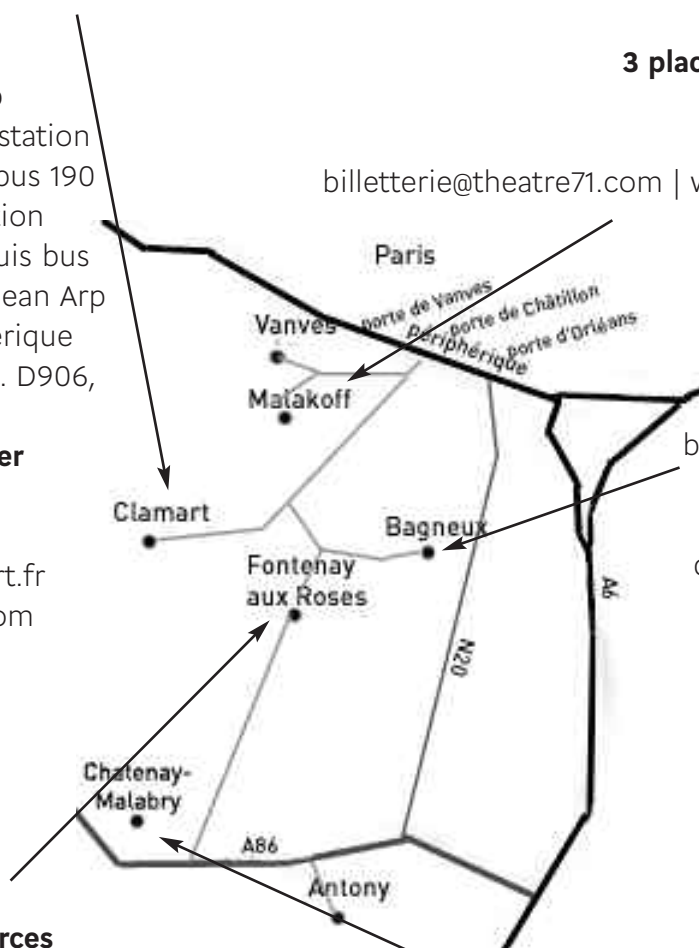 3 plac
station
bus 190
tion
uis bus
ean Arp
érique
. D906,
er
rt.fr
om
billetterie@theatre71.com | w
Paris
porte de Vanves
porte de Châtillon
périphérique
porte d'Orléans
Vanves
Malakoff
Clamart
Bagneux
b
Fontenay
aux Roses
A6
N20
Chatenay-
Malabry
A86
Antony
rces